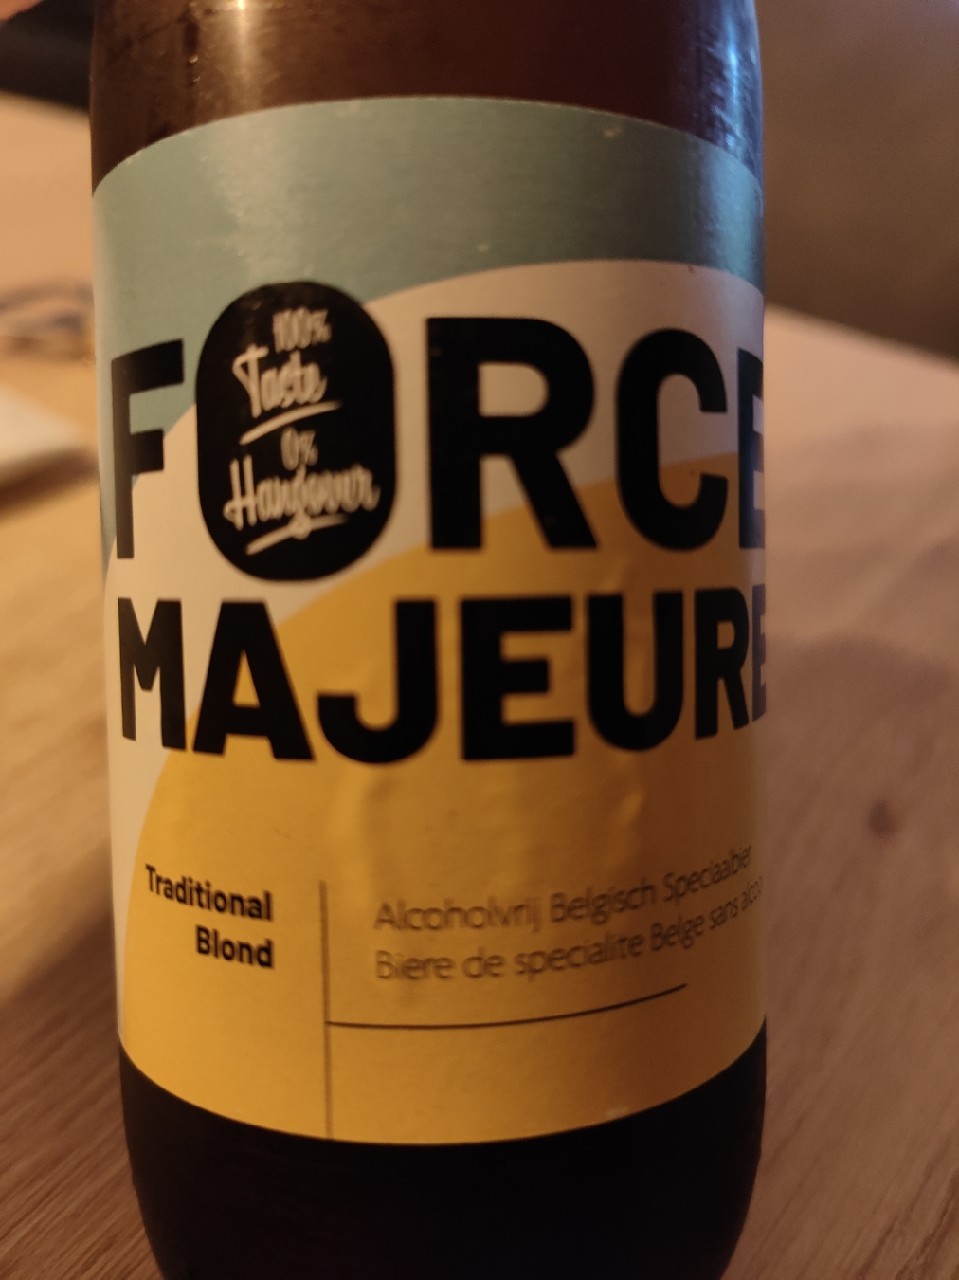 FORCE
100%
Taste
0%
Hangover
MAJEURE
Traditional
Blond
Alcoholvrij Belgisch Speciaalbier
Biere de specialite Belge sans